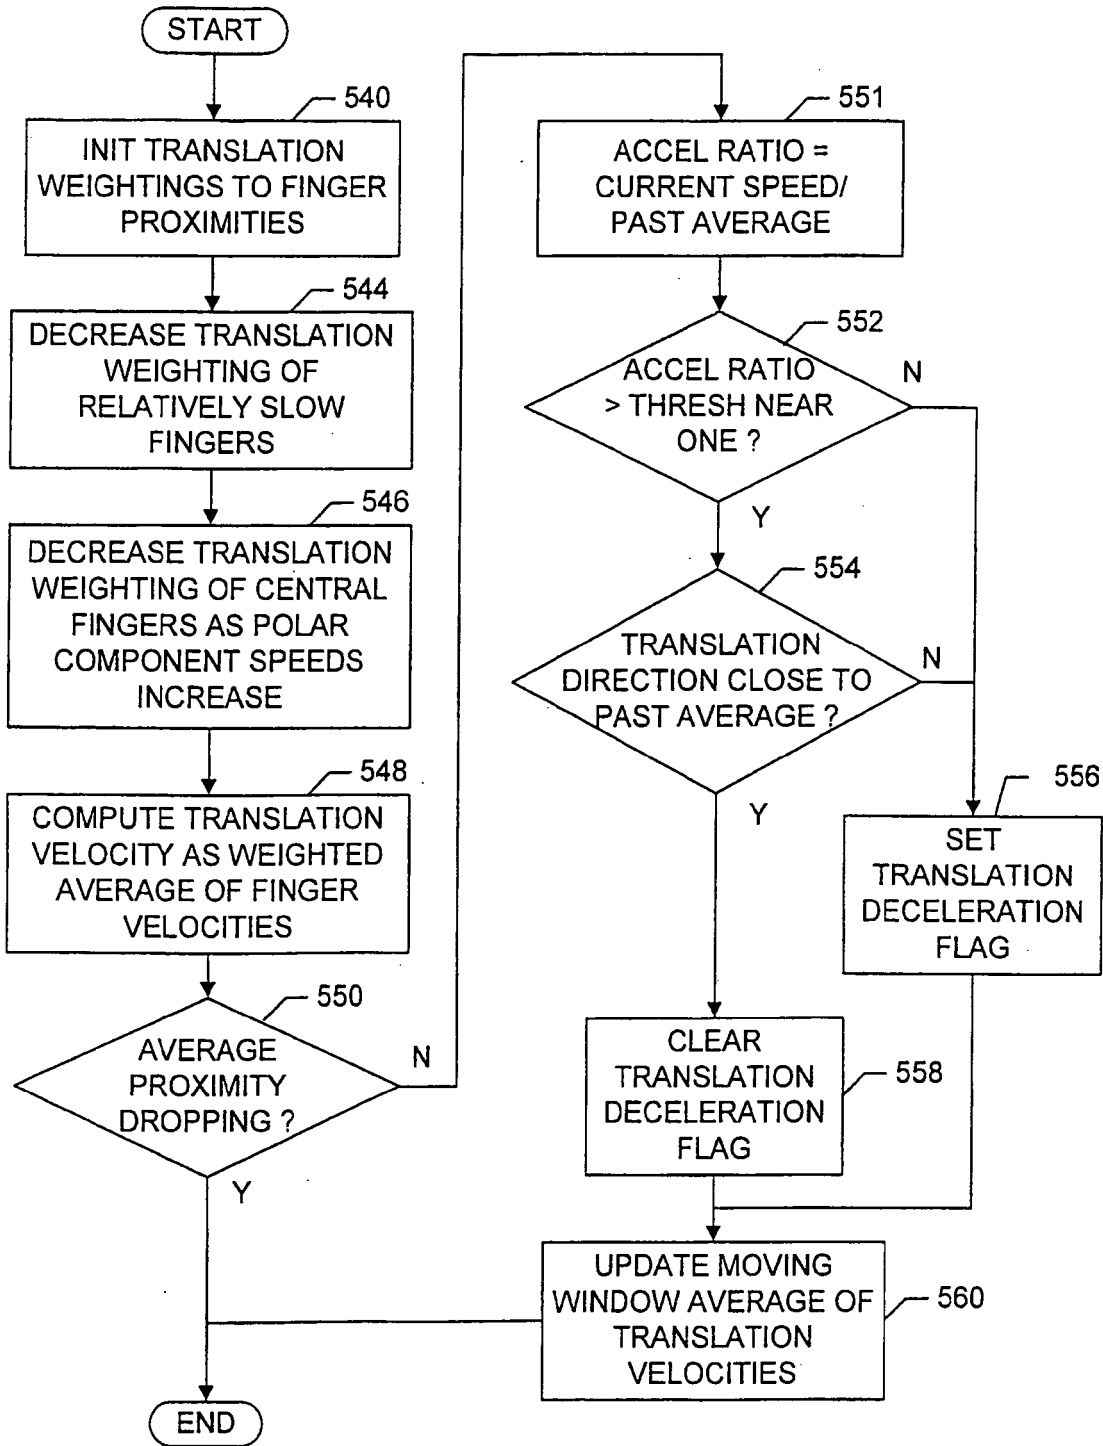 START
540
INIT TRANSLATION
WEIGHTINGS TO FINGER
PROXIMITIES
544
DECREASE TRANSLATION
WEIGHTING OF
RELATIVELY SLOW
FINGERS
546
DECREASE TRANSLATION
WEIGHTING OF CENTRAL
FINGERS AS POLAR
COMPONENT SPEEDS
INCREASE
548
COMPUTE TRANSLATION
VELOCITY AS WEIGHTED
AVERAGE OF FINGER
VELOCITIES
550
AVERAGE
PROXIMITY
DROPPING ?
N
Y
551
ACCEL RATIO =
CURRENT SPEED/
PAST AVERAGE
552
ACCEL RATIO
> THRESH NEAR
ONE ?
N
Y
554
TRANSLATION
DIRECTION CLOSE TO
PAST AVERAGE ?
N
Y
556
SET
TRANSLATION
DECELERATION
FLAG
558
CLEAR
TRANSLATION
DECELERATION
FLAG
560
UPDATE MOVING
WINDOW AVERAGE OF
TRANSLATION
VELOCITIES
END